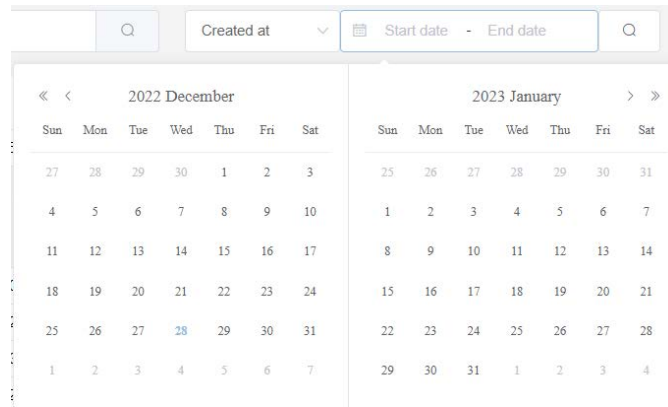 Created at Start date - End date
2022 December
Sun Mon Tue Wed Thu Fri Sat
27 28 29 30 1 2 3
4 5 6 7 8 9 10
11 12 13 14 15 16 17
18 19 20 21 22 23 24
25 26 27 28 29 30 31
1 2 3 4 5 6 7
2023 January
Sun Mon Tue Wed Thu Fri Sat
25 26 27 28 29 30 31
1 2 3 4 5 6 7
8 9 10 11 12 13 14
15 16 17 18 19 20 21
22 23 24 25 26 27 28
29 30 31 1 2 3 4